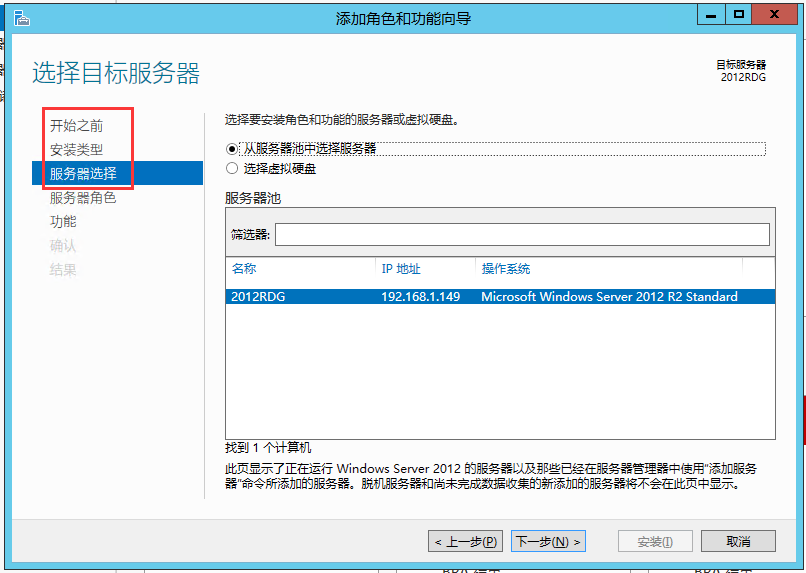 添加角色和功能向导
选择目标服务器
目标服务器
2012RDG
开始之前
安装类型
服务器选择
服务器角色
功能
确认
结果
选择要安装角色和功能的服务器或虚拟硬盘。
从服务器池中选择服务器
选择虚拟硬盘
服务器池
筛选器:
名称 IP 地址 操作系统
2012RDG 192.168.1.149 Microsoft Windows Server 2012 R2 Standard
找到 1 个计算机
此页显示了正在运行 Windows Server 2012 的服务器以及那些已经在服务器管理器中使用"添加服务
器"命令所添加的服务器。脱机服务器和尚未完成数据收集的新添加的服务器将不会在此页中显示。
< 上一步(P) 下一步(N) > 安装(I) 取消